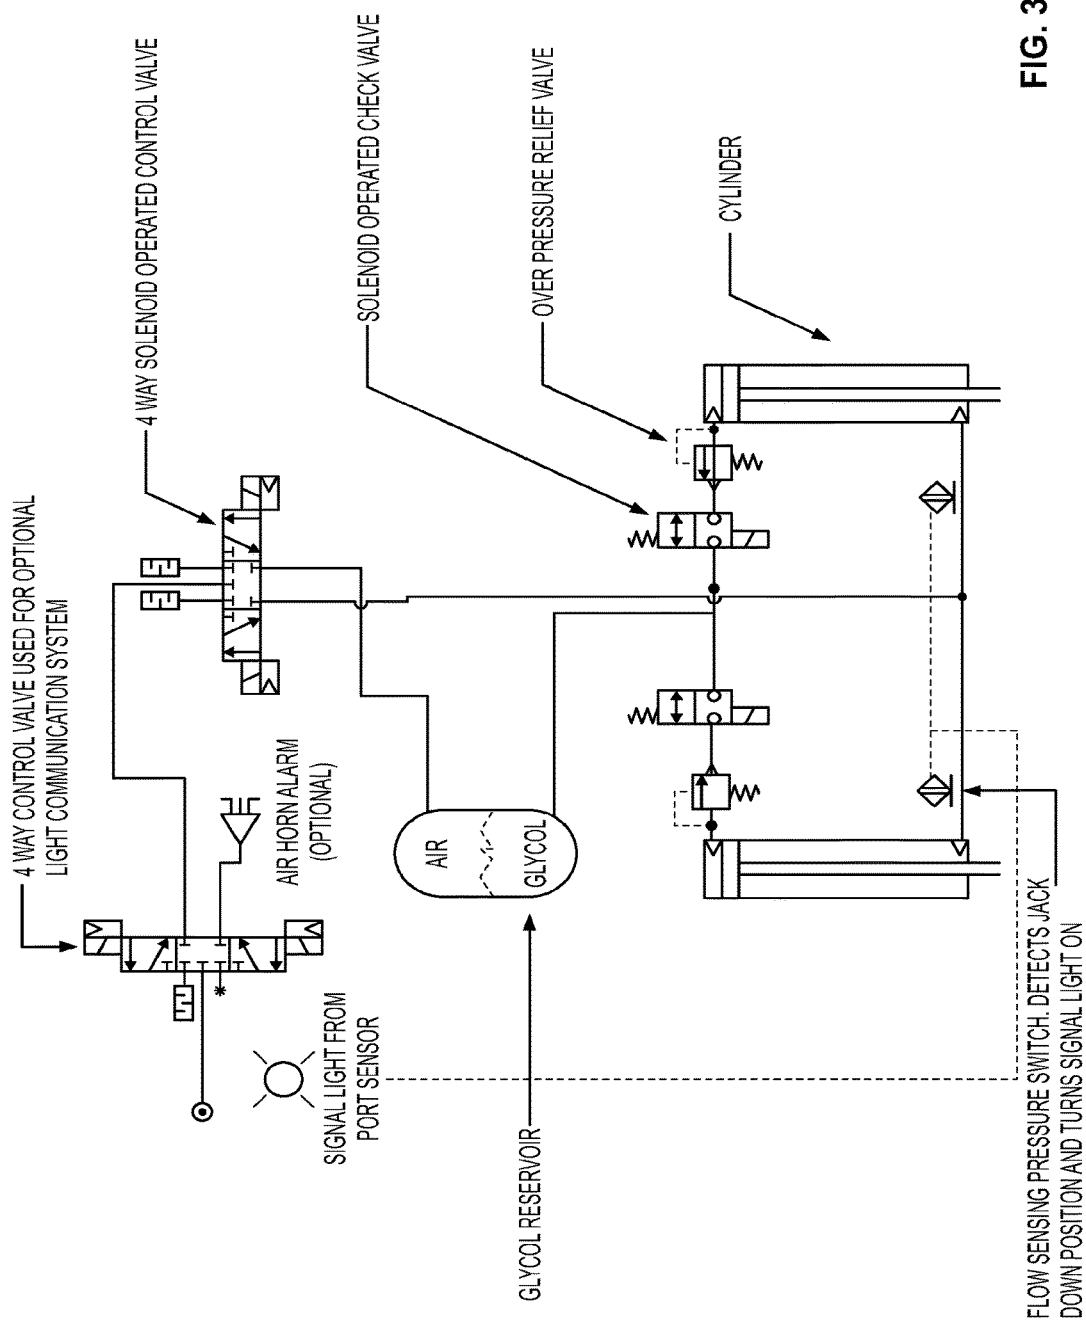 4 WAY CONTROL VALVE USED FOR OPTIONAL
LIGHT COMMUNICATION SYSTEM
4 WAY SOLENOID OPERATED CONTROL VALVE
SOLENOID OPERATED CHECK VALVE
OVER PRESSURE RELIEF VALVE
CYLINDER
AIR HORN ALARM
(OPTIONAL)
AIR
GLYCOL
SIGNAL LIGHT FROM
PORT SENSOR
GLYCOL RESERVOIR
FLOW SENSING PRESSURE SWITCH. DETECTS JACK
DOWN POSITION AND TURNS SIGNAL LIGHT ON
FIG. 3